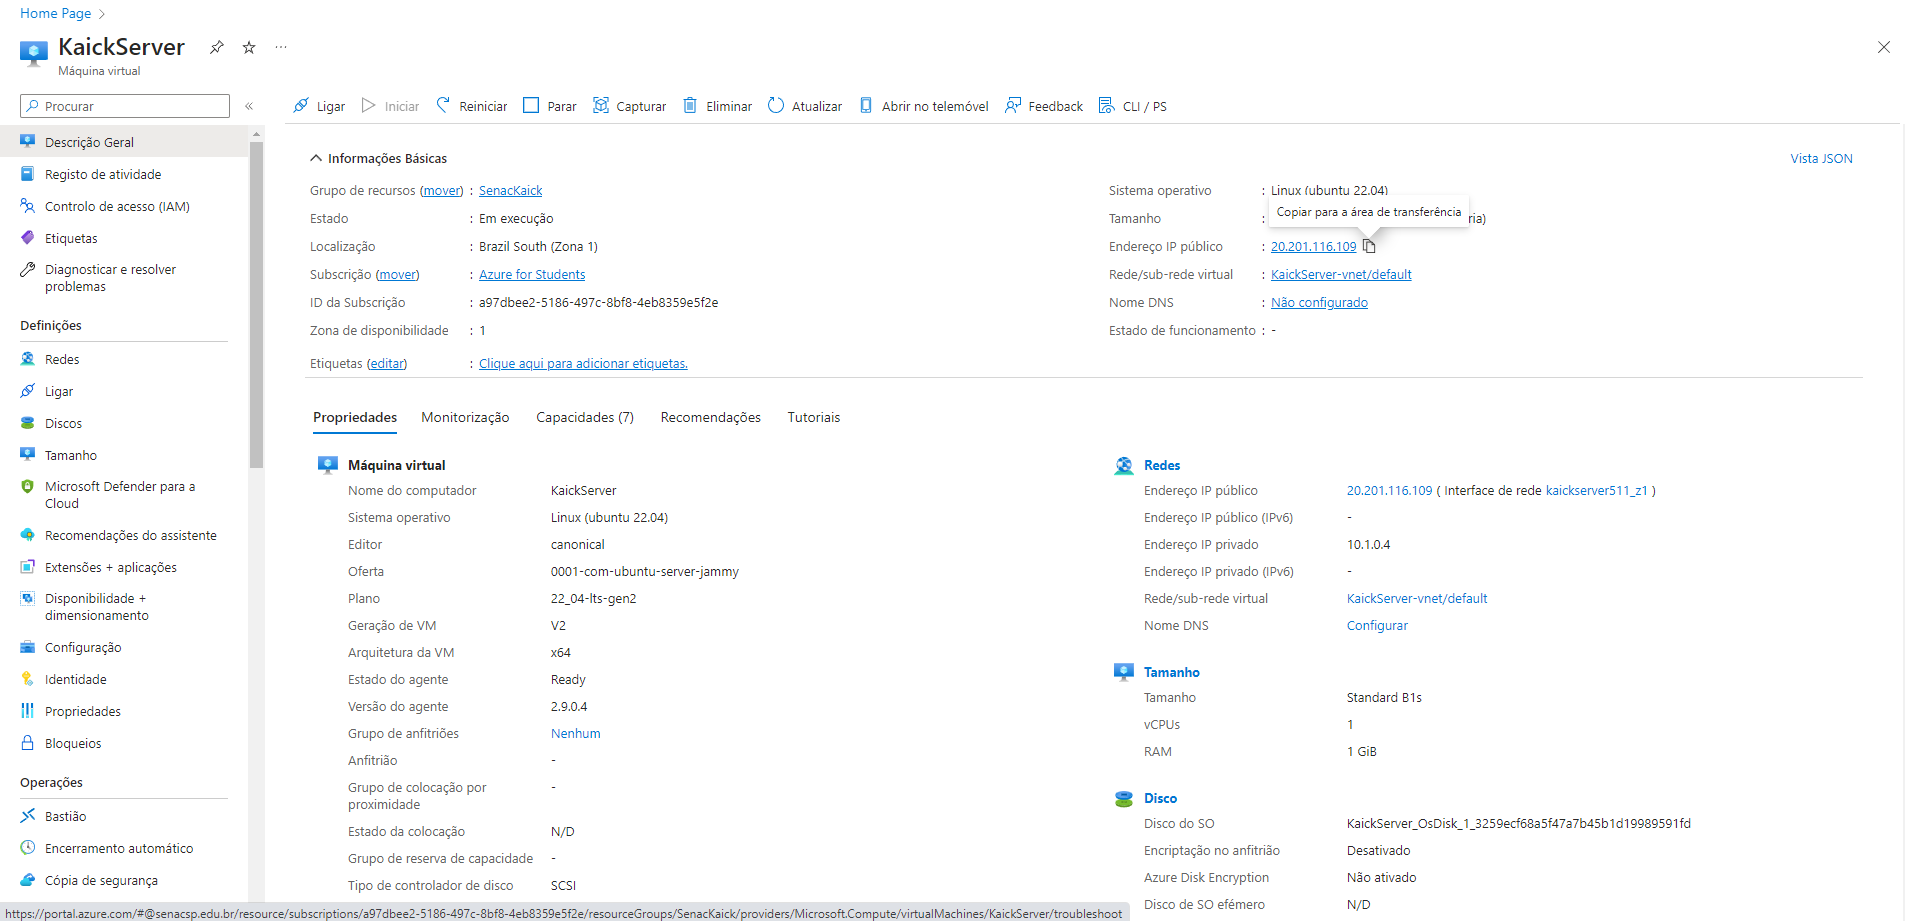 Home Page
KaickServer
Máquina virtual
Procurar
Descrição Geral
Registo de atividade
Controlo de acesso (IAM)
Etiquetas
Diagnosticar e resolver
problemas
Definições
Redes
Ligar
Discos
Tamanho
Microsoft Defender para a
Cloud
Recomendações do assistente
Extensões + aplicações
Disponibilidade +
dimensionamento
Configuração
Identidade
Propriedades
Bloqueios
Operações
Bastião
Encerramento automático
Cópia de segurança
Ligar Iniciar Reiniciar Parar Capturar Eliminar Atualizar Abrir no telemóvel Feedback CLI / PS
Informações Básicas
Vista JSON
Grupo de recursos (mover) : SenacKaick
Estado : Em execução
Localização : Brazil South (Zona 1)
Subscrição (mover) : Azure for Students
ID da Subscrição : a97dbee2-5186-497c-8bf8-4eb8359e5f2e
Zona de disponibilidade : 1
Etiquetas (editar) : Clique aqui para adicionar etiquetas.
Sistema operativo : Linux (ubuntu 22.04)
Copiar para a área de transferência
Tamanho : ria)
Endereço IP público : 20.201.116.109
Rede/sub-rede virtual : KaickServer-vnet/default
Nome DNS : Não configurado
Estado de funcionamento : -
Propriedades Monitorização Capacidades (7) Recomendações Tutoriais
Máquina virtual
Nome do computador KaickServer
Sistema operativo Linux (ubuntu 22.04)
Editor canonical
Oferta 0001-com-ubuntu-server-jammy
Plano 22_04-lts-gen2
Geração de VM V2
Arquitetura da VM x64
Estado do agente Ready
Versão do agente 2.9.0.4
Grupo de anfitriões Nenhum
Anfitrião -
Grupo de colocação por
proximidade -
Estado da colocação N/D
Grupo de reserva de capacidade -
Tipo de controlador de disco SCSI
Redes
Endereço IP público 20.201.116.109 ( Interface de rede kaickserver511_z1 )
Endereço IP público (IPv6) -
Endereço IP privado 10.1.0.4
Endereço IP privado (IPv6) -
Rede/sub-rede virtual KaickServer-vnet/default
Nome DNS Configurar
Tamanho
Tamanho Standard B1s
vCPUs 1
RAM 1 GiB
Disco
Disco do SO KaickServer_OsDisk_1_3259ecf68a5f47a7b45b1d19989591fd
Encriptação no anfitrião Desativado
Azure Disk Encryption Não ativado
Disco de SO efémero N/D
https://portal.azure.com/#@senacsp.edu.br/resource/subscriptions/a97dbee2-5186-497c-8bf8-4eb8359e5f2e/resourceGroups/SenacKaick/providers/Microsoft.Compute/virtualMachines/KaickServer/troubleshoot